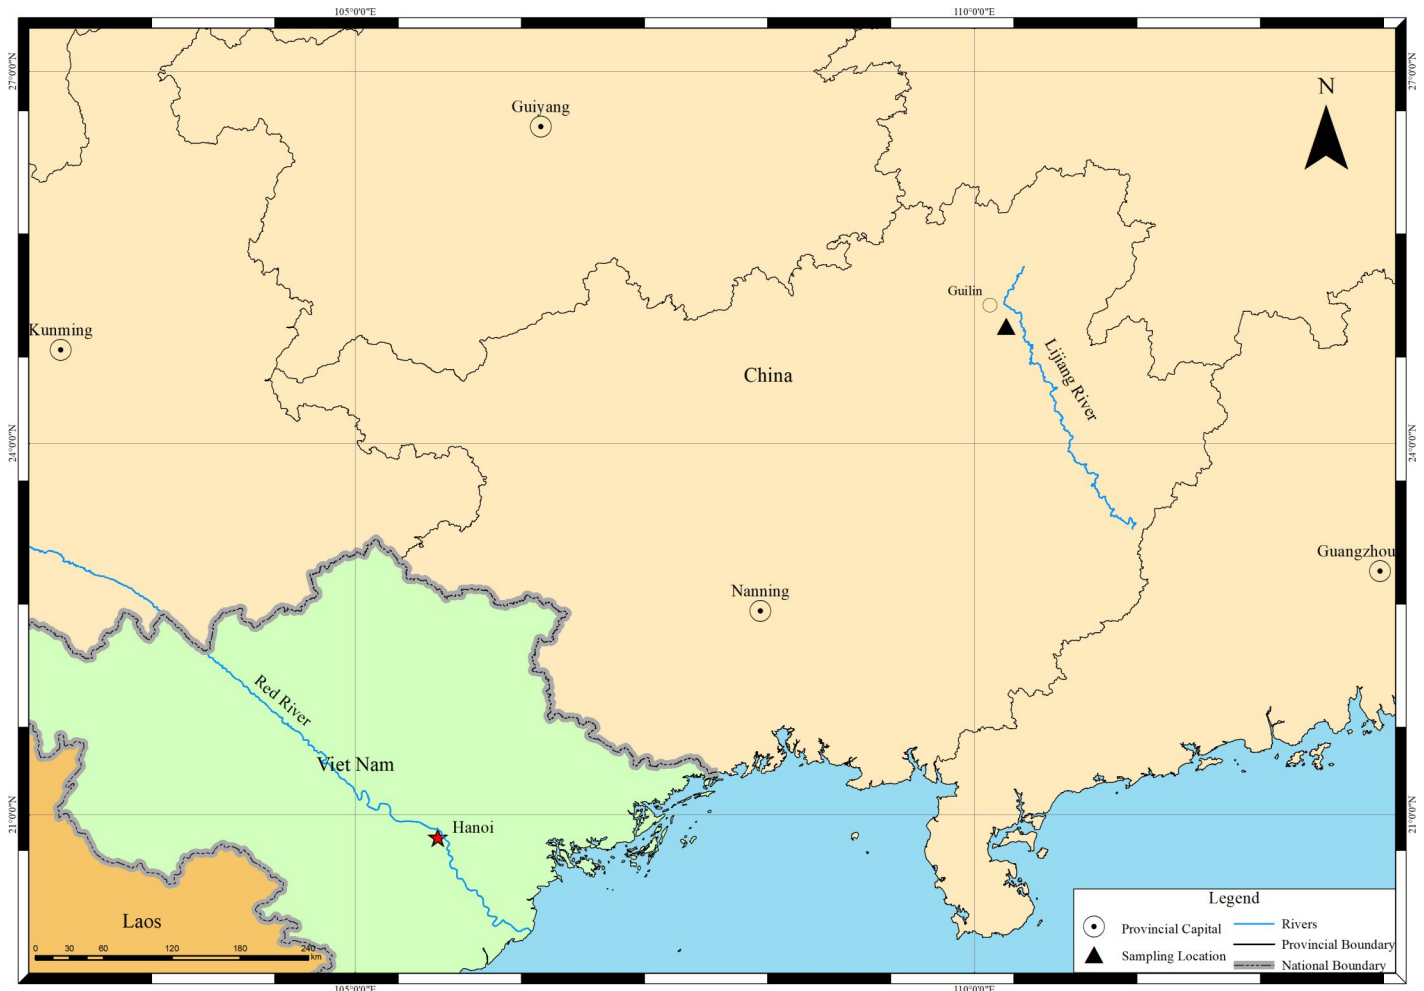 105°0'0"E
110°0'0"E
27°0'0"N
27°0'0"N
N
Guiyang
Guilin
Kunming
Lijiang River
China
24°0'0"N
24°0'0"N
Guangzhou
Nanning
Red River
Viet Nam
21°0'0"N
21°0'0"N
Hanoi
Laos
0 30 60 120 180 240
km
Legend
Provincial Capital
Sampling Location
Rivers
Provincial Boundary
National Boundary
105°0'0"E
110°0'0"E